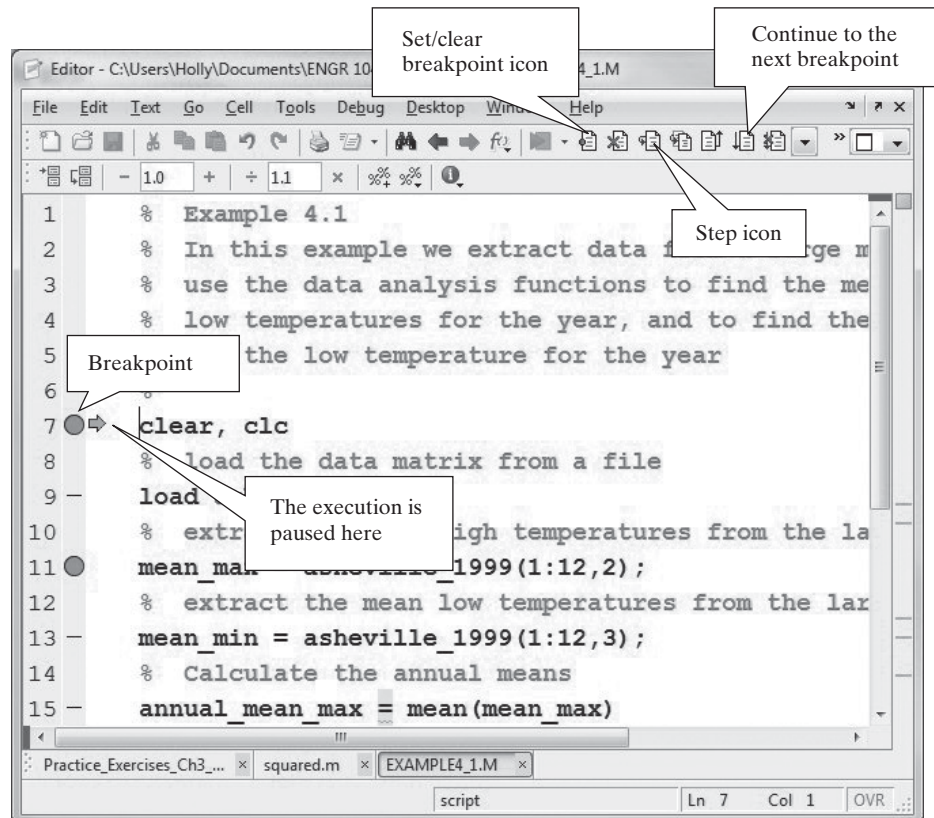 Set/clear
breakpoint icon
Continue to the
next breakpoint
Editor - C:\Users\Holly\Documents\ENGR 10 4_1.M
File Edit Text Go Cell Tools Debug Desktop Help
1.0 + ÷ 1.1 ×
Step icon
1 % Example 4.1
2 % In this example we extract data m
3 % use the data analysis functions to find the me
4 % low temperatures for the year, and to find the
5 the low temperature for the year
Breakpoint
6 %
7 clear, clc
8 % load the data matrix from a file
9 load
The execution is
paused here
10 % extr igh temperatures from the la
11 mean_max asheville_1999(1:12,2);
12 % extract the mean low temperatures from the lar
13 mean_min = asheville_1999(1:12,3);
14 % Calculate the annual means
15 annual_mean_max = mean(mean_max)
Practice_Exercises_Ch3_... × squared.m × EXAMPLE4_1.M ×
script Ln 7 Col 1 OVR